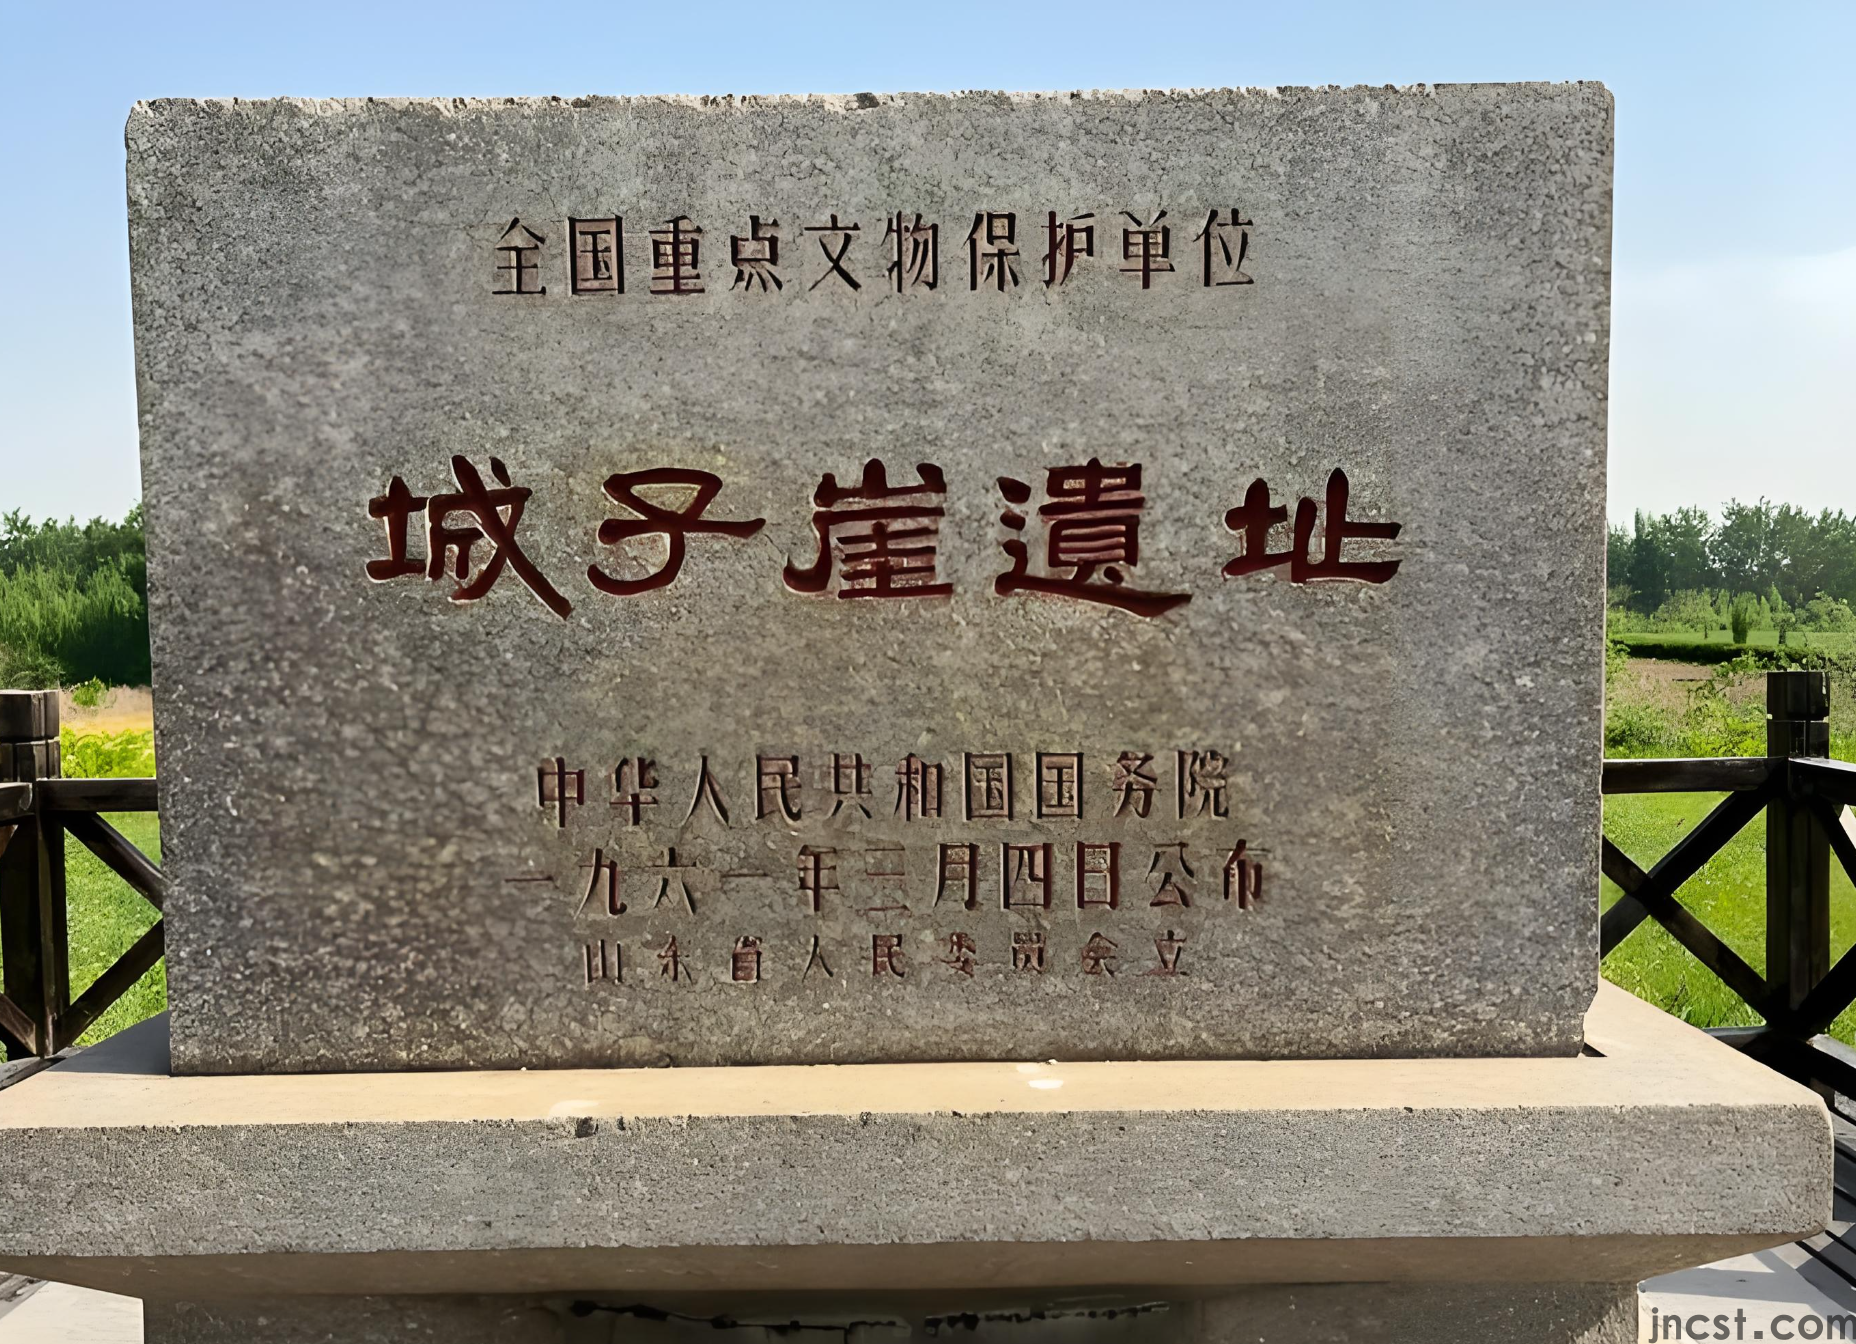 全国重点文物保护单位
城子崖遺址
中华人民共和国国务院
一九六一年三月四日公布
山东省人民委员会立
jncst.com